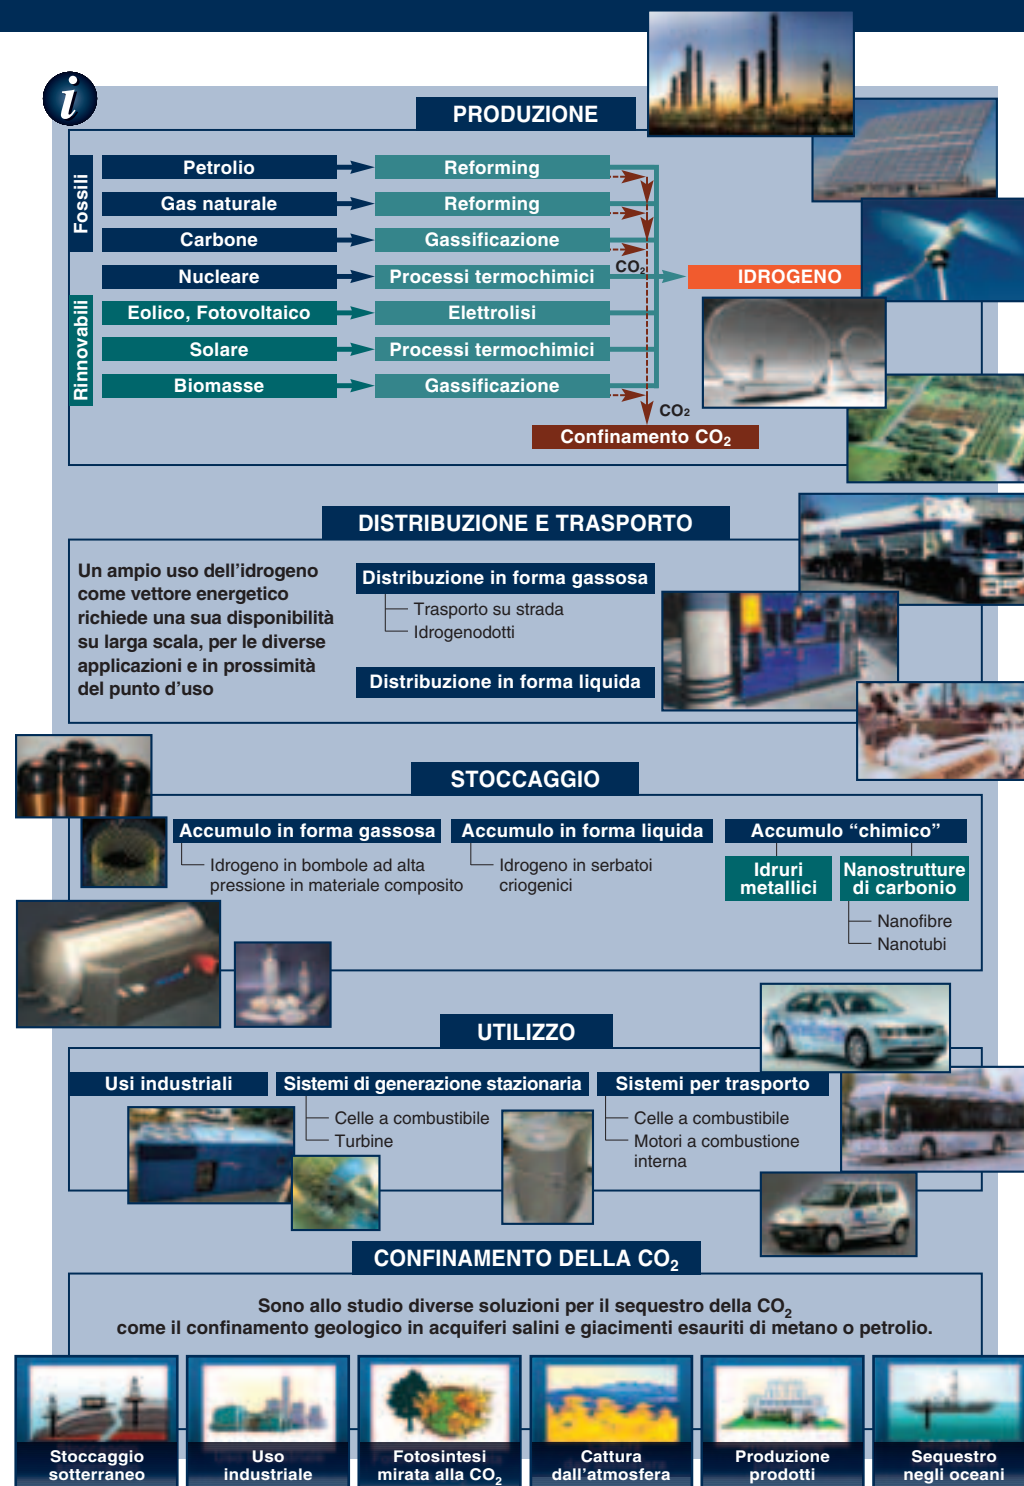 i
PRODUZIONE
Fossili
Petrolio
Reforming
Gas naturale
Reforming
Carbone
Gassificazione
CO2
Nucleare
Processi termochimici
IDROGENO
Rinnovabili
Eolico, Fotovoltaico
Elettrolisi
Solare
Processi termochimici
Biomasse
Gassificazione
CO2
Confinamento CO2
DISTRIBUZIONE E TRASPORTO
Un ampio uso dell'idrogeno
come vettore energetico
richiede una sua disponibilità
su larga scala, per le diverse
applicazioni e in prossimità
del punto d'uso
Distribuzione in forma gassosa
Trasporto su strada
Idrogenodotti
Distribuzione in forma liquida
STOCCAGGIO
Accumulo in forma gassosa
Idrogeno in bombole ad alta
pressione in materiale composito
Accumulo in forma liquida
Idrogeno in serbatoi
criogenici
Accumulo “chimico”
Idruri
metallici
Nanostrutture
di carbonio
Nanofibre
Nanotubi
UTILIZZO
Usi industriali
Sistemi di generazione stazionaria
Celle a combustibile
Turbine
Sistemi per trasporto
Celle a combustibile
Motori a combustione
interna
CONFINAMENTO DELLA CO2
Sono allo studio diverse soluzioni per il sequestro della CO2
come il confinamento geologico in acquiferi salini e giacimenti esauriti di metano o petrolio.
Stoccaggio
sotterraneo
Uso
industriale
Fotosintesi
mirata alla CO2
Cattura
dall'atmosfera
Produzione
prodotti
Sequestro
negli oceani